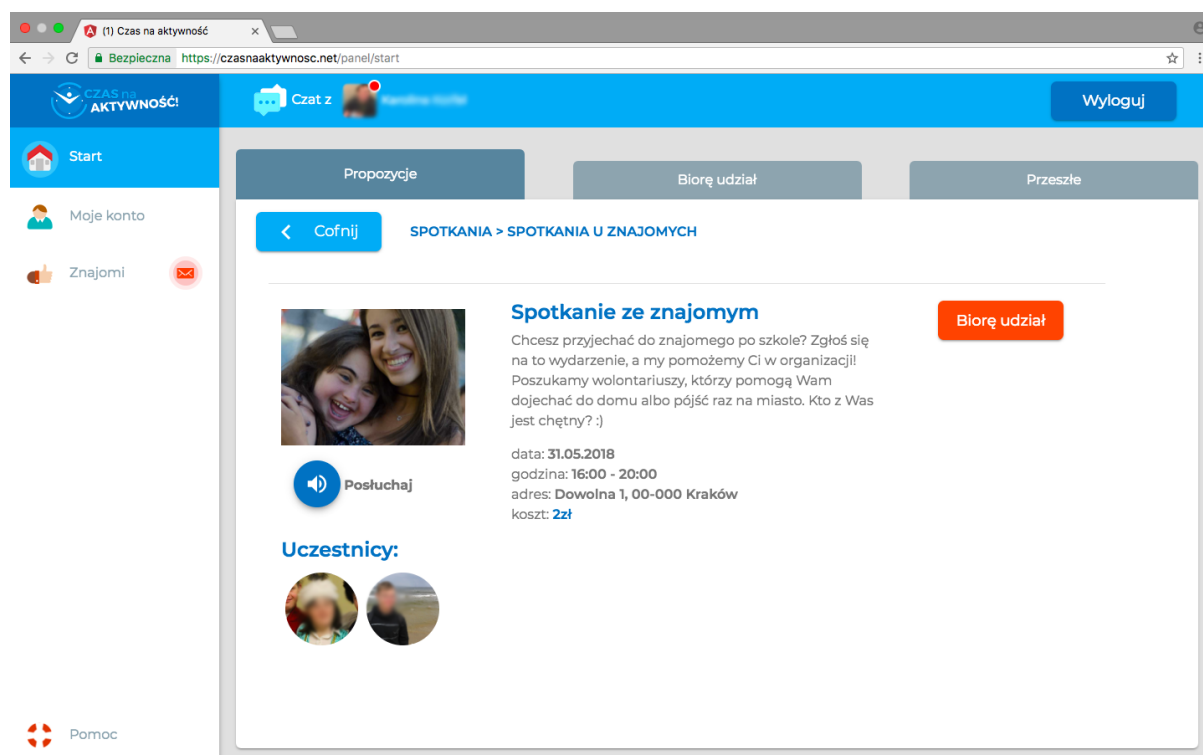 (1) Czas na aktywność
Bezpieczna https://czasnaaktywnosc.net/panel/start
CZAS na
AKTYWNOŚĆ!
Czat z
Wyloguj
Start
Moje konto
Znajomi
Propozycje
Biorę udział
Przeszłe
Cofnij
SPOTKANIA > SPOTKANIA U ZNAJOMYCH
Spotkanie ze znajomym
Biorę udział
Chcesz przyjechać do znajomego po szkole? Zgłoś się
na to wydarzenie, a my pomożemy Ci w organizacji!
Poszukamy wolontariuszy, którzy pomogą Wam
dojechać do domu albo pójść raz na miasto. Kto z Was
jest chętny? :)
data: 31.05.2018
godzina: 16:00 - 20:00
adres: Dowolna 1, 00-000 Kraków
koszt: 2zł
Posłuchaj
Uczestnicy:
Pomoc